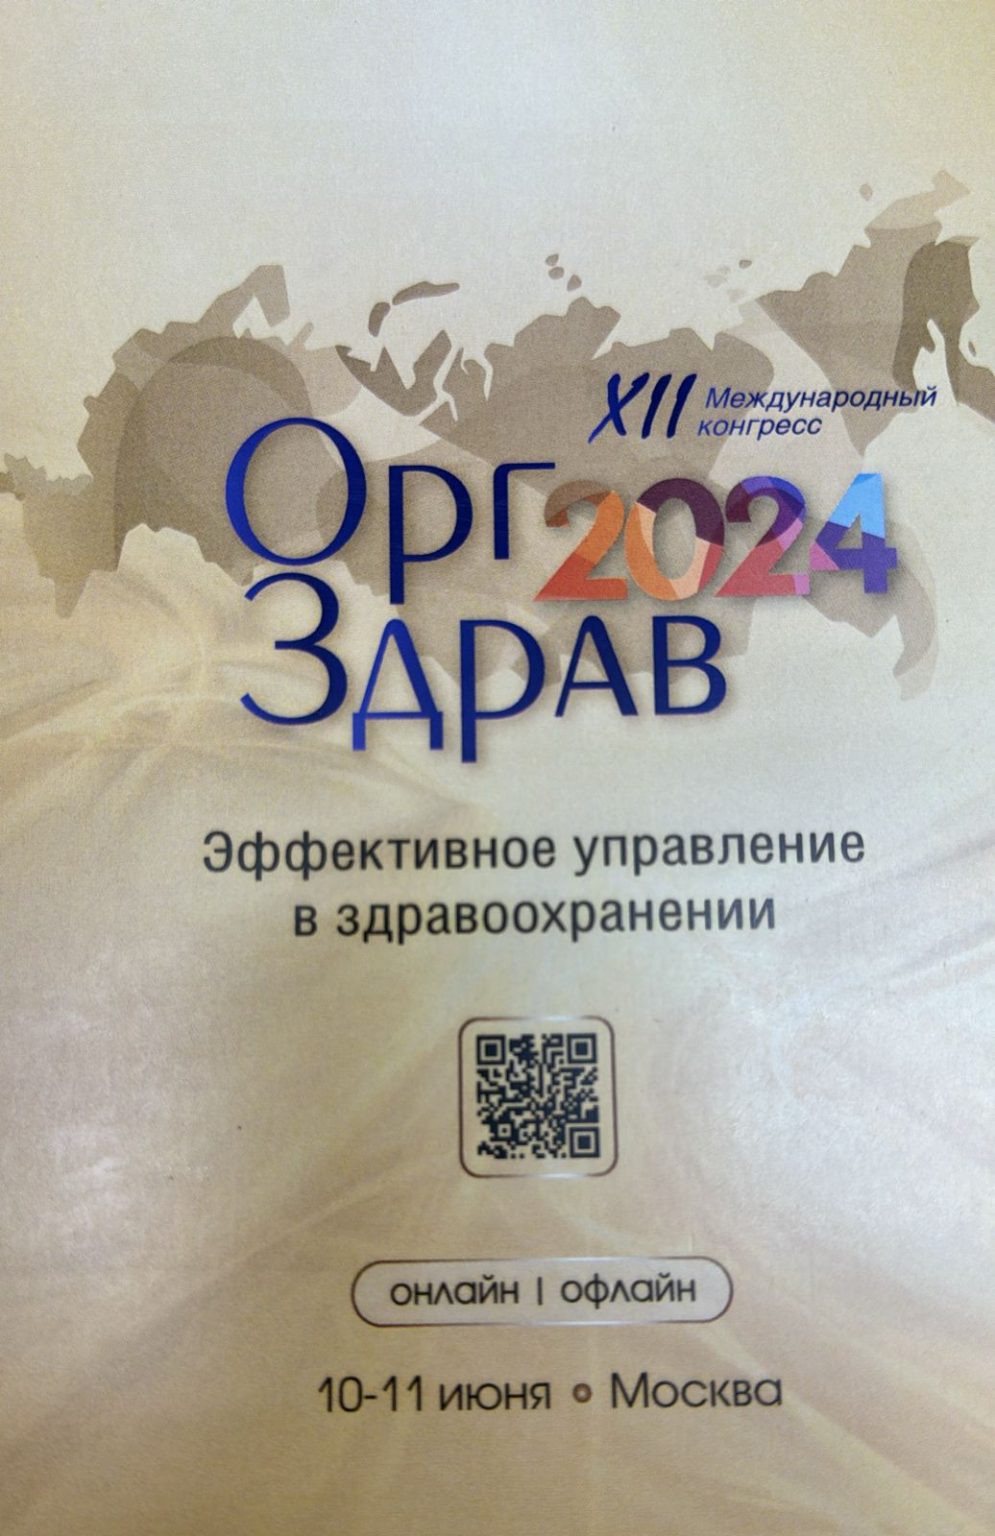 XII Международный
конгресс
Орг 2024
Здрав
Эффективное управление
в здравоохранении
онлайн | офлайн
10-11 июня • Москва